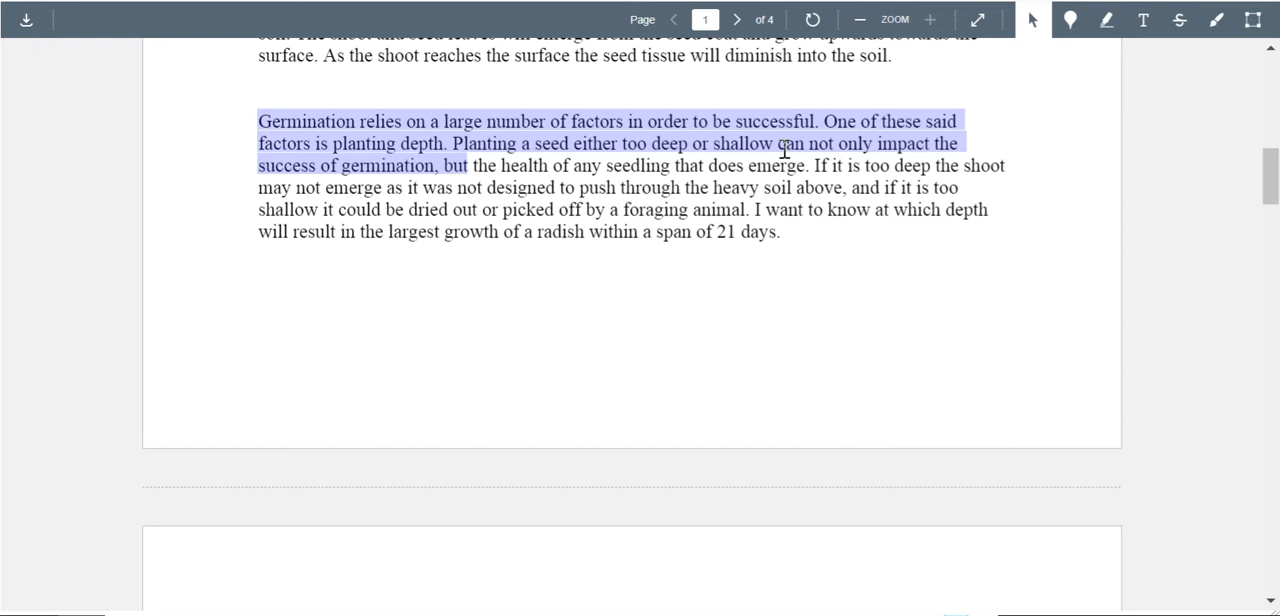 Page 1 of 4 ZOOM
surface. As the shoot reaches the surface the seed tissue will diminish into the soil.
Germination relies on a large number of factors in order to be successful. One of these said
factors is planting depth. Planting a seed either too deep or shallow can not only impact the
success of germination, but the health of any seedling that does emerge. If it is too deep the shoot
may not emerge as it was not designed to push through the heavy soil above, and if it is too
shallow it could be dried out or picked off by a foraging animal. I want to know at which depth
will result in the largest growth of a radish within a span of 21 days.